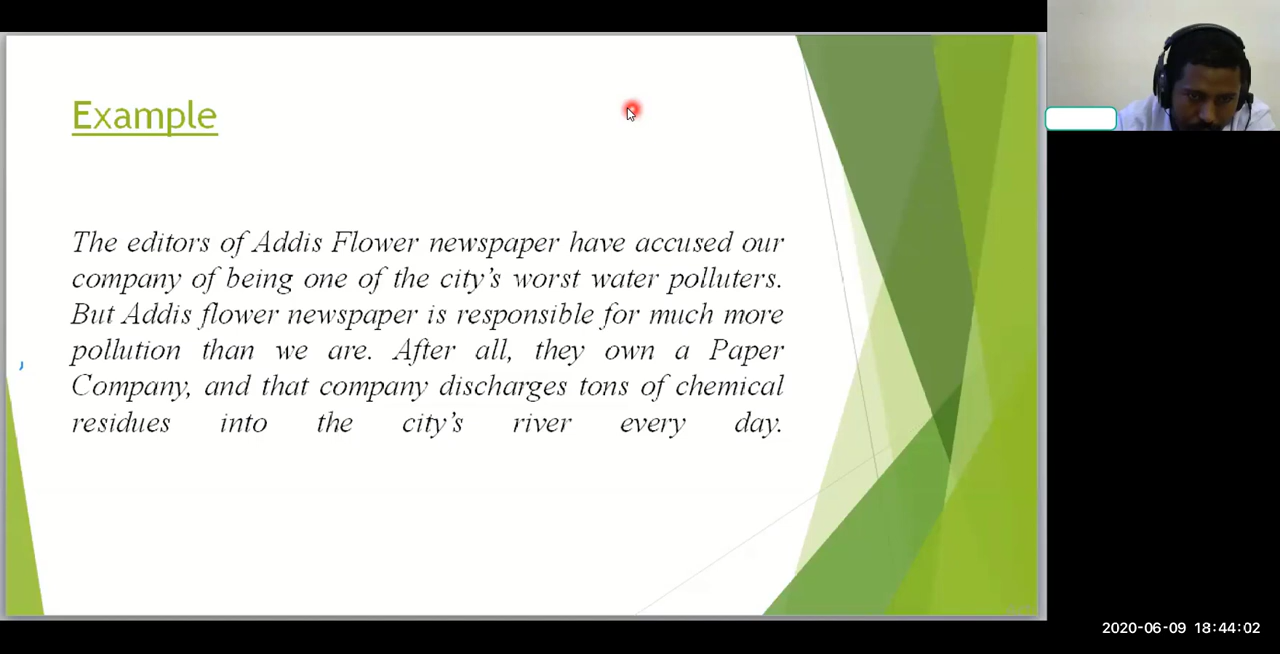 Example
The editors of Addis Flower newspaper have accused our
company of being one of the city's worst water polluters.
But Addis flower newspaper is responsible for much more
pollution than we are. After all, they own a Paper
Company, and that company discharges tons of chemical
residues into the city's river every day.
2020-06-09 18:44:02